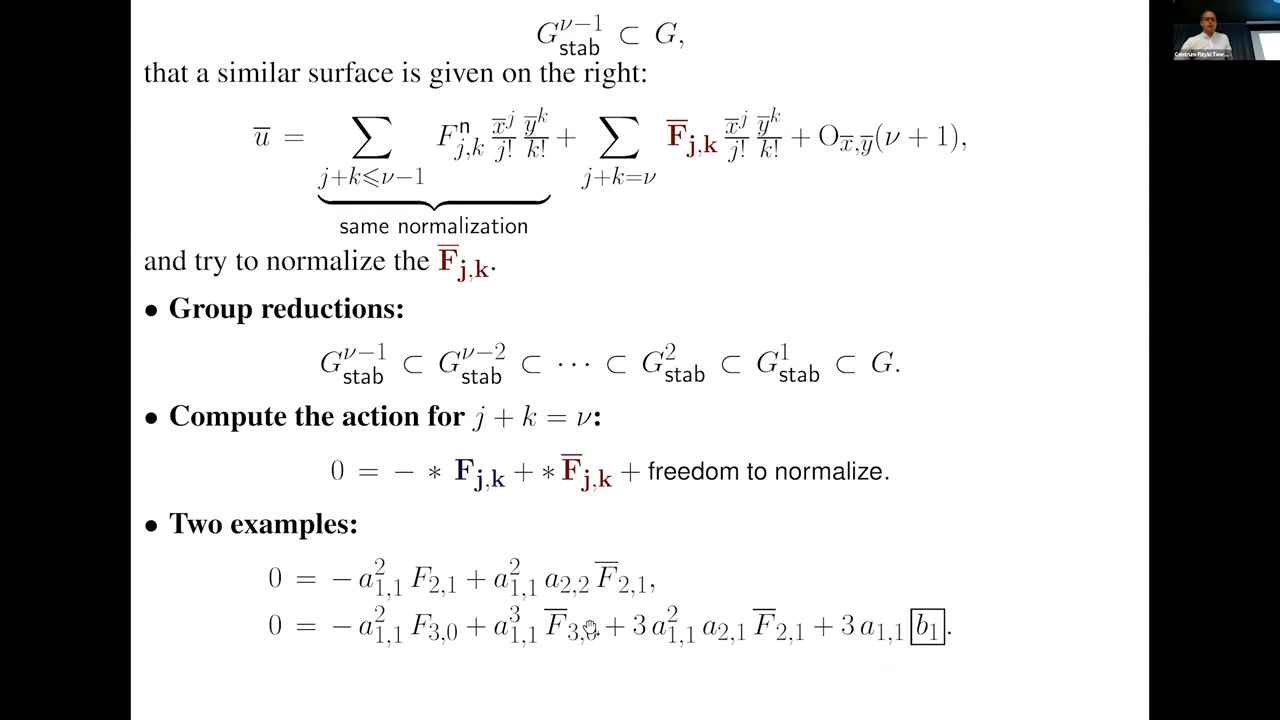 G^{ν−1}_{stab} ⊂ G,
that a similar surface is given on the right:
u̅ = ∑_{j+k⩽ν−1} F^n_{j,k} x̅^j/j! y̅^k/k! + ∑_{j+k=ν} F̅_{j,k} x̅^j/j! y̅^k/k! + O_{x̅,y̅}(ν + 1),
same normalization
and try to normalize the F̅_{j,k}.
• Group reductions:
G^{ν−1}_{stab} ⊂ G^{ν−2}_{stab} ⊂ ··· ⊂ G^2_{stab} ⊂ G^1_{stab} ⊂ G.
• Compute the action for j + k = ν:
0 = − ∗ F_{j,k} + ∗ F̅_{j,k} + freedom to normalize.
• Two examples:
0 = − a^2_{1,1} F_{2,1} + a^2_{1,1} a_{2,2} F̅_{2,1},
0 = − a^2_{1,1} F_{3,0} + a^3_{1,1} F̅_{3,0} + 3 a^2_{1,1} a_{2,1} F̅_{2,1} + 3 a_{1,1} b_1.
Centrum Fizyki Teor...